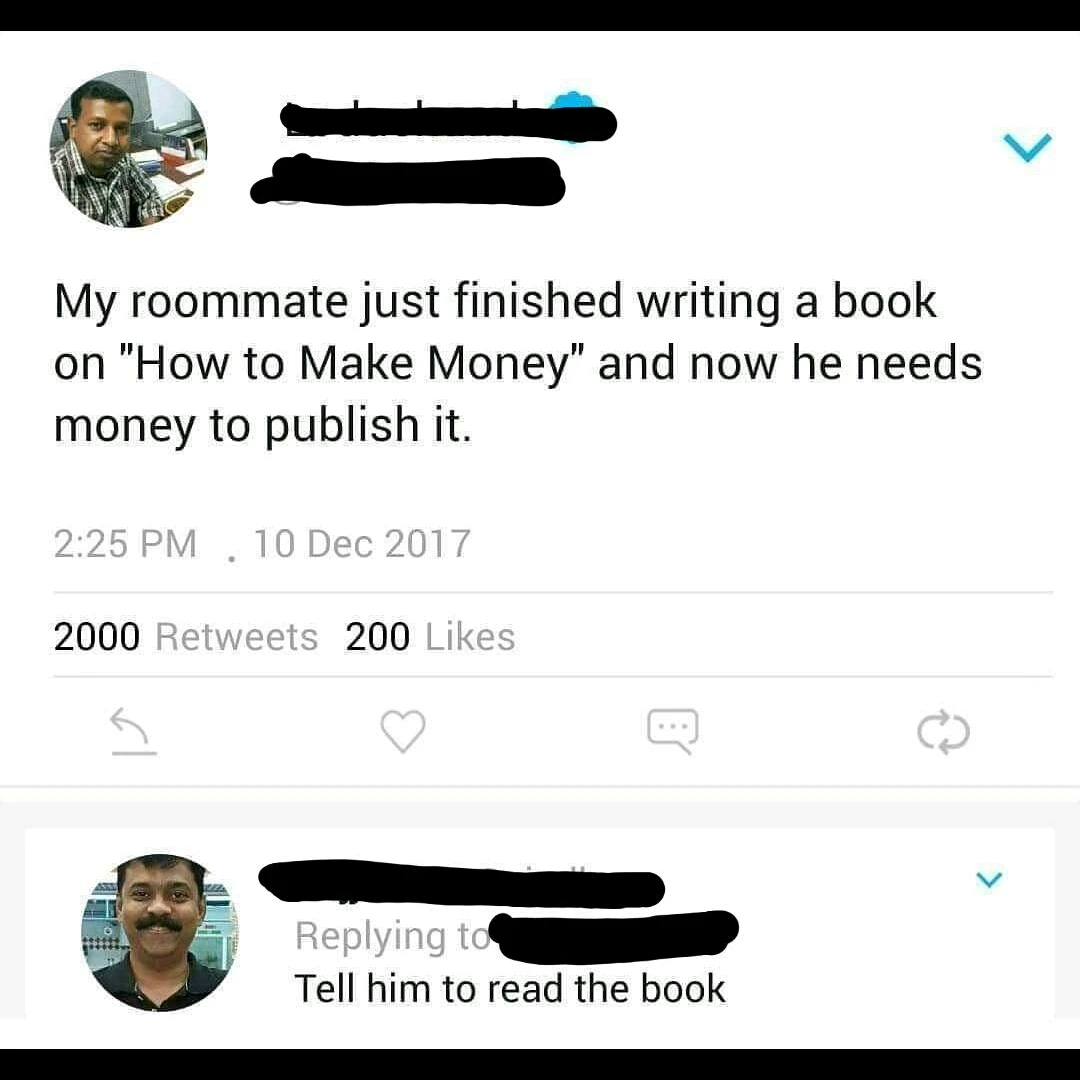 My roommate just finished writing a book
on "How to Make Money" and now he needs
money to publish it.
2:25 PM . 10 Dec 2017
2000 Retweets 200 Likes
Replying to
Tell him to read the book